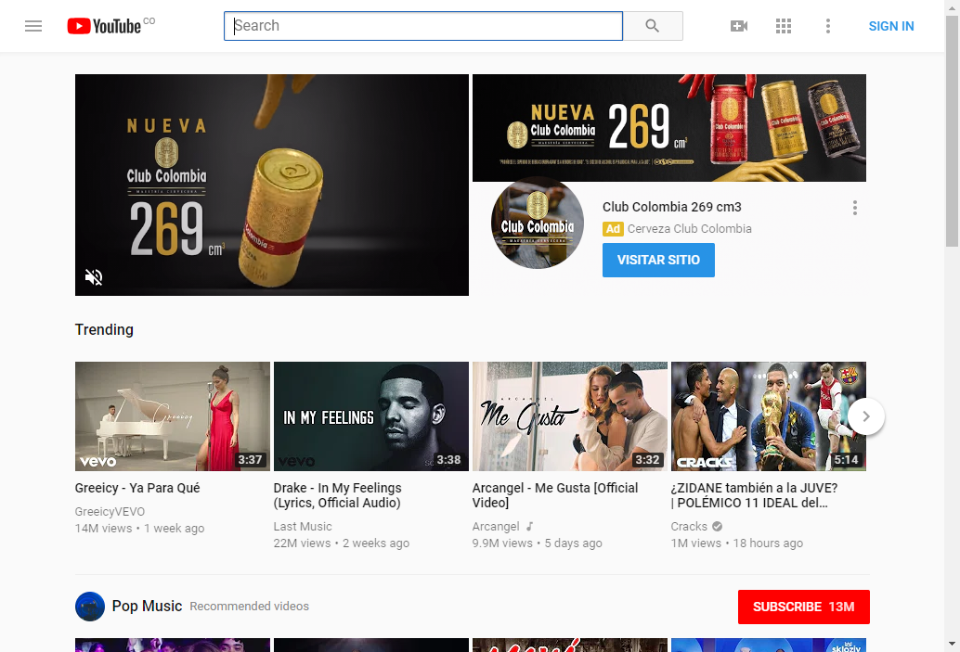 YouTube CO
Search
SIGN IN
NUEVA
Club Colombia
MAESTRÍA CERVECERA
269 cm³
NUEVA
Club Colombia
MAESTRÍA CERVECERA
269 cm³
Club Colombia
Club Colombia 269 cm3
Ad Cerveza Club Colombia
VISITAR SITIO
Trending
Greeicy
vevo
3:37
IN MY FEELINGS
vevo
3:38
ARCANGEL
Me Gusta
3:32
CRACKS
5:14
Greeicy - Ya Para Qué
GreeicyVEVO
14M views • 1 week ago
Drake - In My Feelings
(Lyrics, Official Audio)
Last Music
22M views • 2 weeks ago
Arcangel - Me Gusta [Official
Video]
Arcangel
9.9M views • 5 days ago
¿ZIDANE también a la JUVE?
| POLÉMICO 11 IDEAL del...
Cracks
1M views • 18 hours ago
Pop Music Recommended videos
SUBSCRIBE 13M